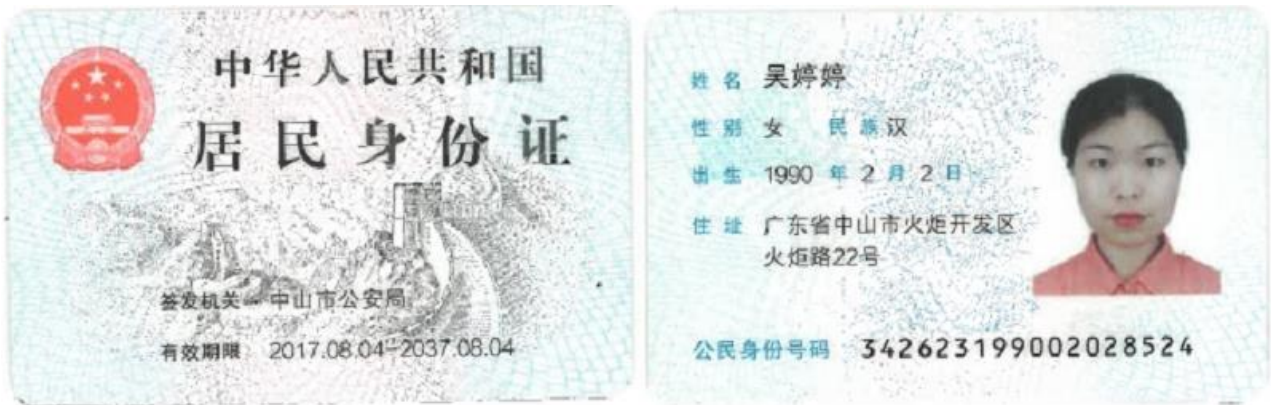 中华人民共和国
居民身份证
签发机关 中山市公安局
有效期限 2017.08.04-2037.08.04
姓名 吴婷婷
性别 女 民族 汉
出生 1990 年 2 月 2 日
住址 广东省中山市火炬开发区
火炬路22号
公民身份号码 342623199002028524